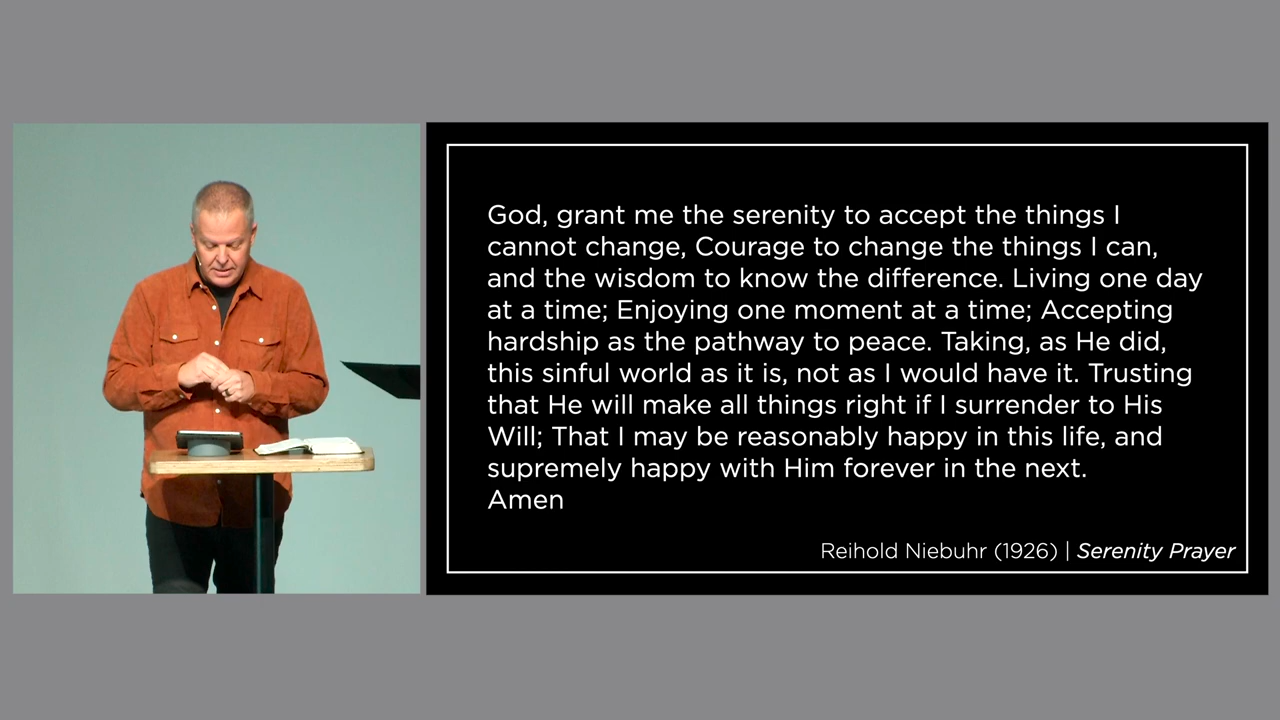 God, grant me the serenity to accept the things I
cannot change, Courage to change the things I can,
and the wisdom to know the difference. Living one day
at a time; Enjoying one moment at a time; Accepting
hardship as the pathway to peace. Taking, as He did,
this sinful world as it is, not as I would have it. Trusting
that He will make all things right if I surrender to His
Will; That I may be reasonably happy in this life, and
supremely happy with Him forever in the next.
Amen
Reihold Niebuhr (1926) | Serenity Prayer